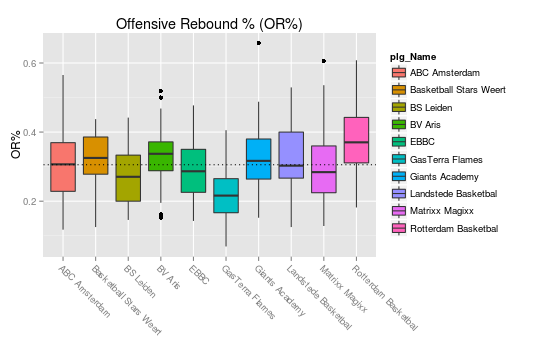 Offensive Rebound % (OR%)
OR%
0.6
0.4
0.2
ABC Amsterdam
Basketball Stars Weert
BS Leiden
BV Aris
EBBC
GasTerra Flames
Giants Academy
Landstede Basketbal
Matrixx Magixx
Rotterdam Basketbal
plg_Name
ABC Amsterdam
Basketball Stars Weert
BS Leiden
BV Aris
EBBC
GasTerra Flames
Giants Academy
Landstede Basketbal
Matrixx Magixx
Rotterdam Basketbal